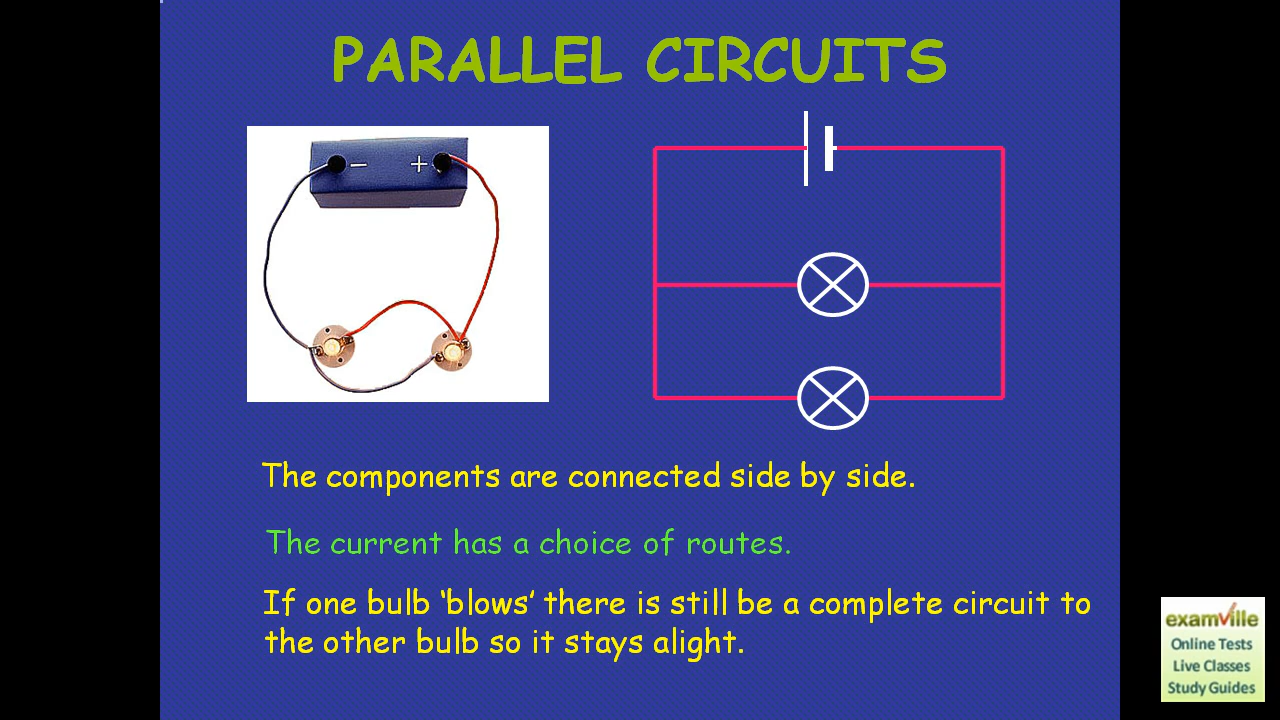 PARALLEL CIRCUITS
− +
The components are connected side by side.
The current has a choice of routes.
If one bulb ‘blows’ there is still be a complete circuit to
the other bulb so it stays alight.
examville
Online Tests
Live Classes
Study Guides